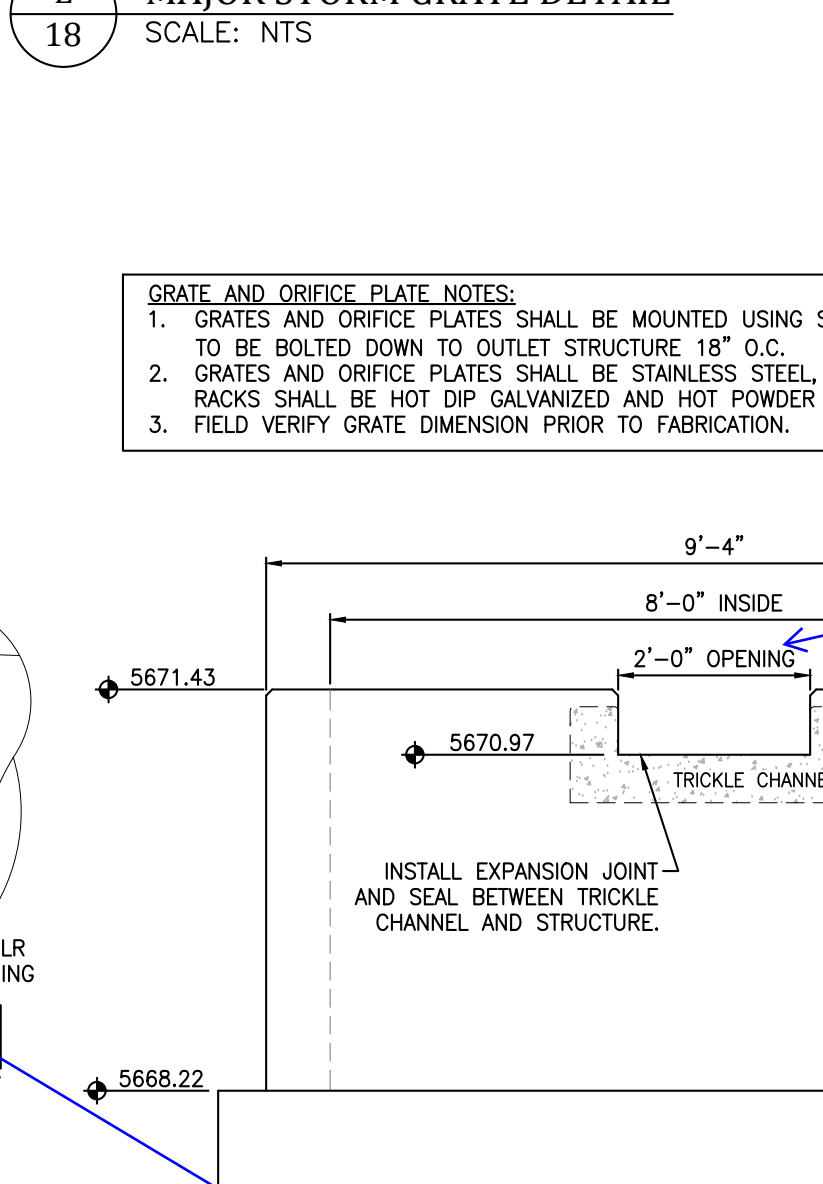 18
MAJOR STORM GRATE DETAIL
SCALE: NTS
GRATE AND ORIFICE PLATE NOTES:
1. GRATES AND ORIFICE PLATES SHALL BE MOUNTED USING
TO BE BOLTED DOWN TO OUTLET STRUCTURE 18" O.C.
2. GRATES AND ORIFICE PLATES SHALL BE STAINLESS STEEL,
RACKS SHALL BE HOT DIP GALVANIZED AND HOT POWDER
3. FIELD VERIFY GRATE DIMENSION PRIOR TO FABRICATION.
9'-4"
8'-0" INSIDE
2'-0" OPENING
5671.43
5670.97
TRICKLE CHANNE
INSTALL EXPANSION JOINT
AND SEAL BETWEEN TRICKLE
CHANNEL AND STRUCTURE.
LR
ING
5668.22